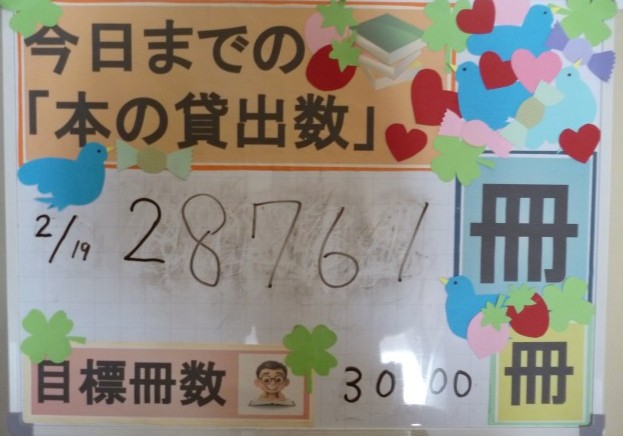 今日までの
「本の貸出数」
2/19 28761 冊
目標冊数 冊